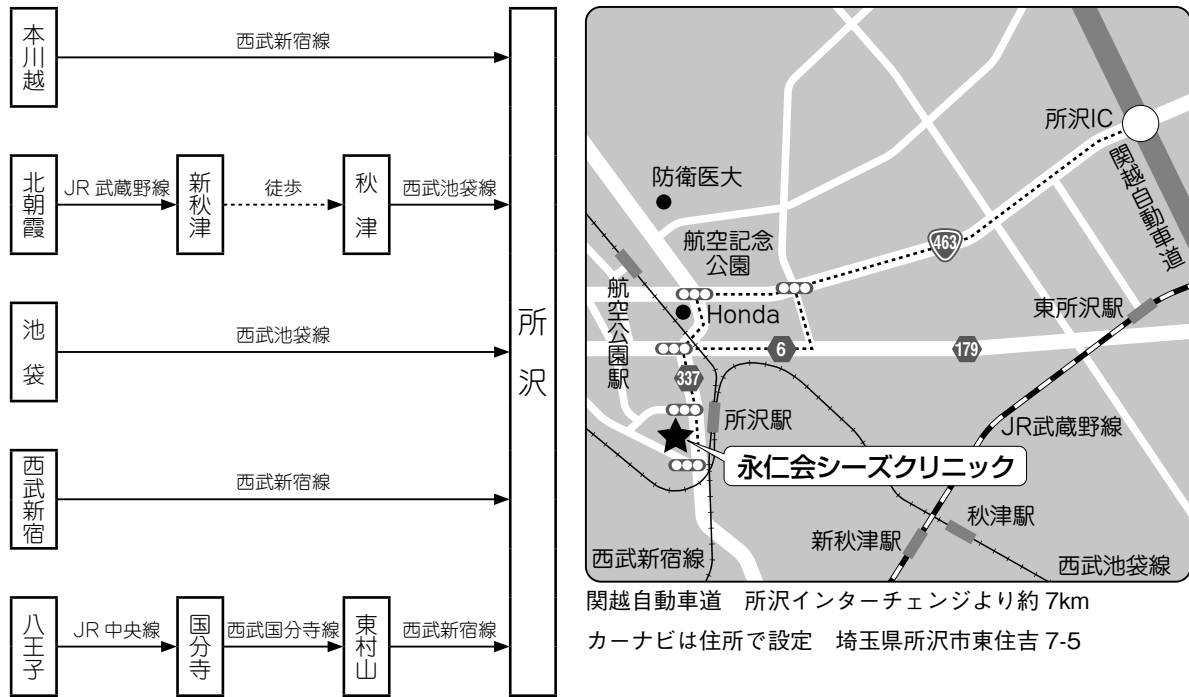 本川越
西武新宿線
北朝霞
JR 武蔵野線
新秋津
徒歩
秋津
西武池袋線
池袋
西武池袋線
西武新宿
西武新宿線
八王子
JR 中央線
国分寺
西武国分寺線
東村山
西武新宿線
所沢
所沢IC
関越自動車道
防衛医大
463
航空記念
公園
航空公園駅
Honda
東所沢駅
6
179
337
所沢駅
JR武蔵野線
永仁会シーズクリニック
秋津駅
新秋津駅
西武新宿線
西武池袋線
関越自動車道　所沢インターチェンジより約 7km
カーナビは住所で設定　埼玉県所沢市東住吉 7-5